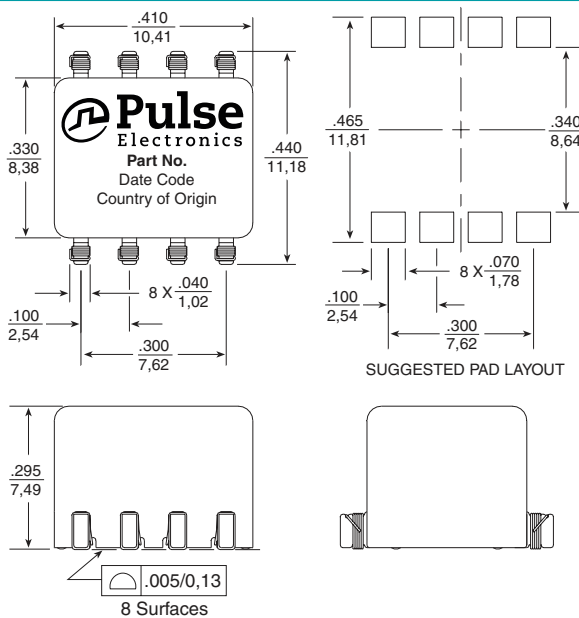 .410
10,41
Pulse
Electronics
Part No.
Date Code
Country of Origin
.330
8,38
.440
11,18
8 X .040
1,02
.100
2,54
.300
7,62
.465
11,81
.340
8,64
8 X .070
1,78
.100
2,54
.300
7,62
SUGGESTED PAD LAYOUT
.295
7,49
.005/0,13
8 Surfaces